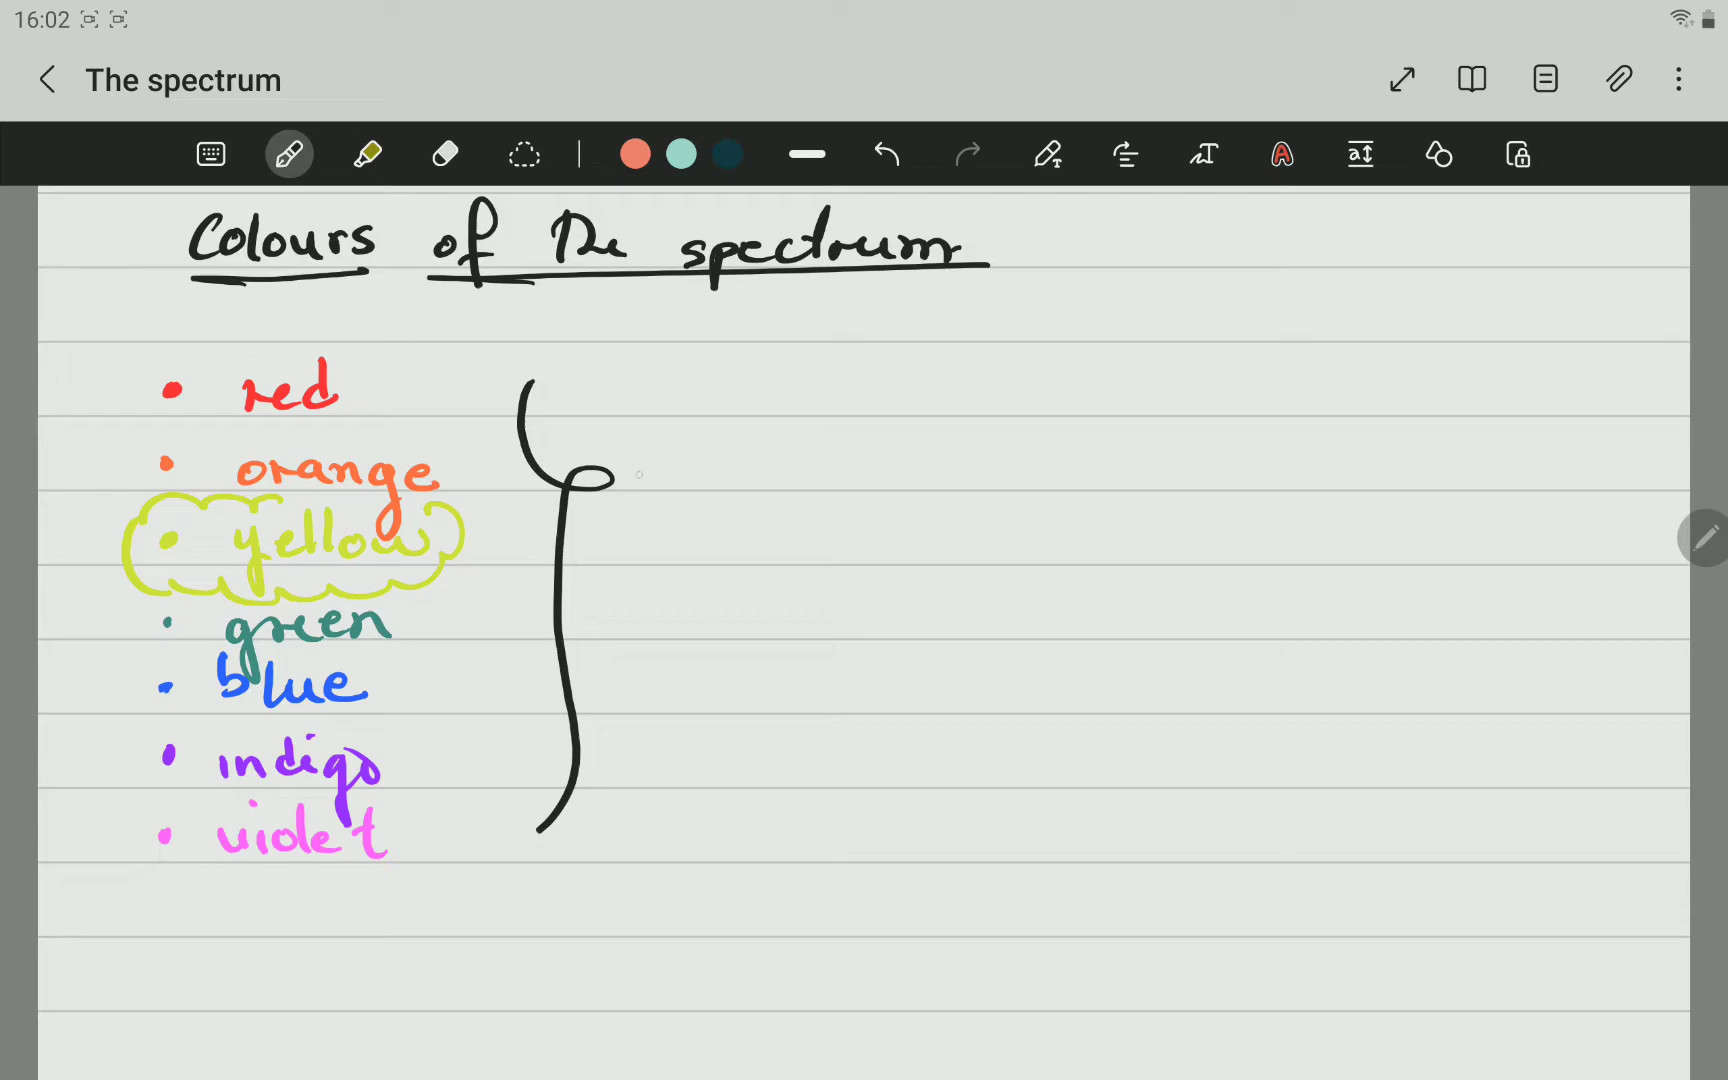 16:02
The spectrum
Colours of the spectrum
• red
• orange
• yellow
• green
• blue
• indigo
• violet